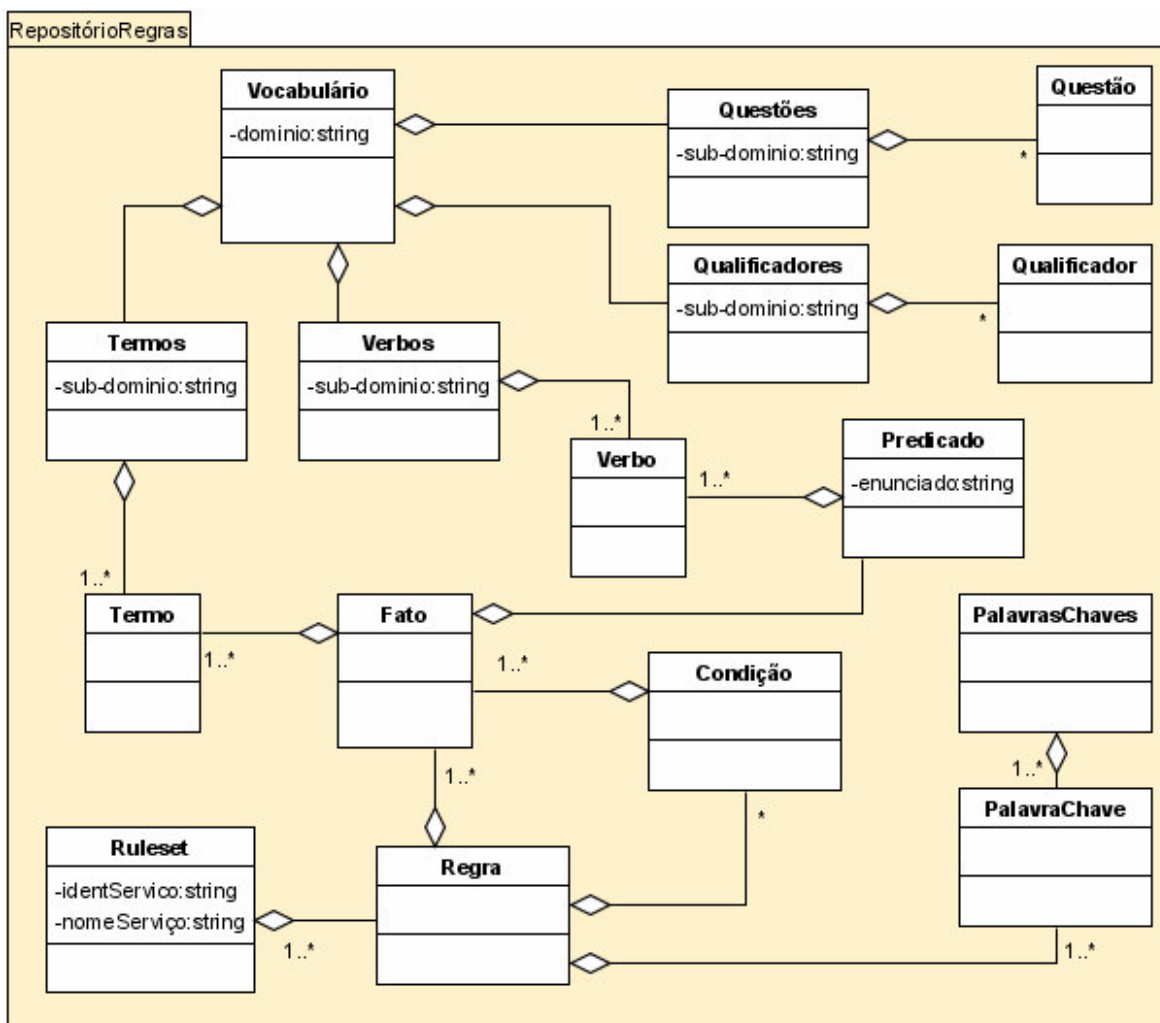 RepositórioRegras
Vocabulário
-dominio:string
Questões
-sub-dominio:string
*
Questão
Qualificadores
-sub-dominio:string
*
Qualificador
Termos
-sub-dominio:string
Verbos
-sub-dominio:string
1..*
Verbo
1..*
Predicado
-enunciado:string
1..*
Termo
1..*
Fato
1..*
Condição
PalavrasChaves
1..*
1..*
*
PalavraChave
Ruleset
-identServico:string
-nomeServiço:string
1..*
Regra
1..*